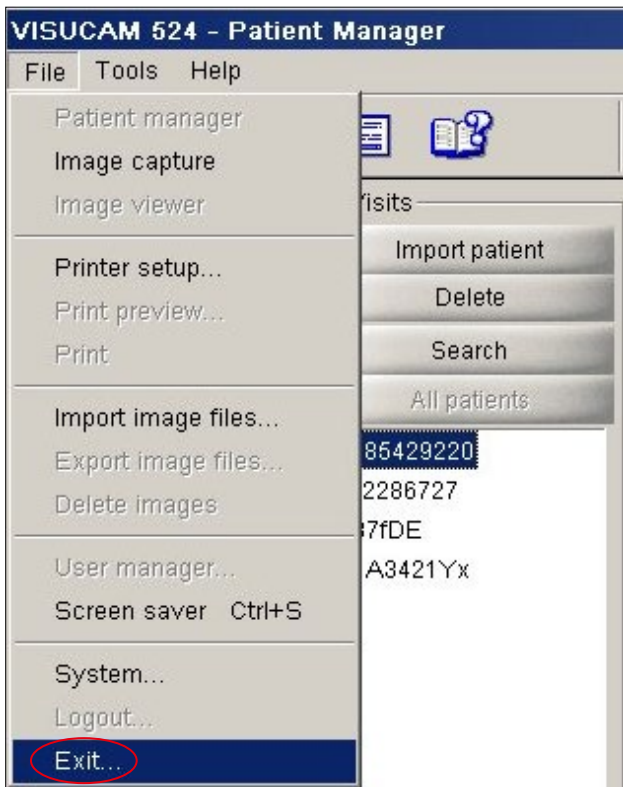 VISUCAM 524 - Patient Manager
File Tools Help
Patient manager
Image capture
Image viewer
Printer setup...
Print preview...
Print
Import image files...
Export image files...
Delete images
User manager...
Screen saver Ctrl+S
System...
Logout...
Exit...
Import patient
Delete
Search
All patients
85429220
2286727
7fDE
A3421Yx